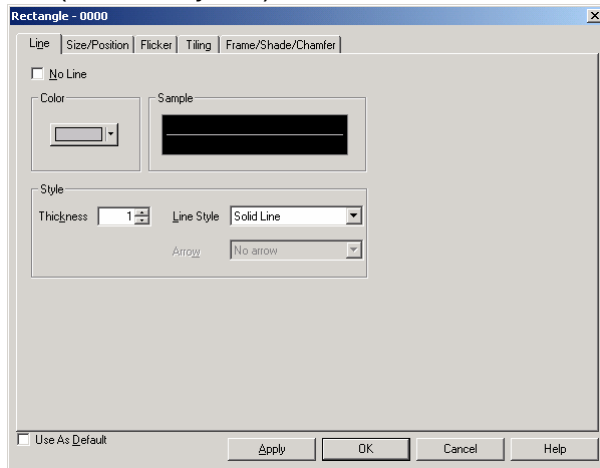 Rectangle - 0000
Line Size/Position Flicker Tiling Frame/Shade/Chamfer
No Line
Color Sample
Style
Thickness 1 Line Style Solid Line
Arrow No arrow
Use As Default Apply OK Cancel Help